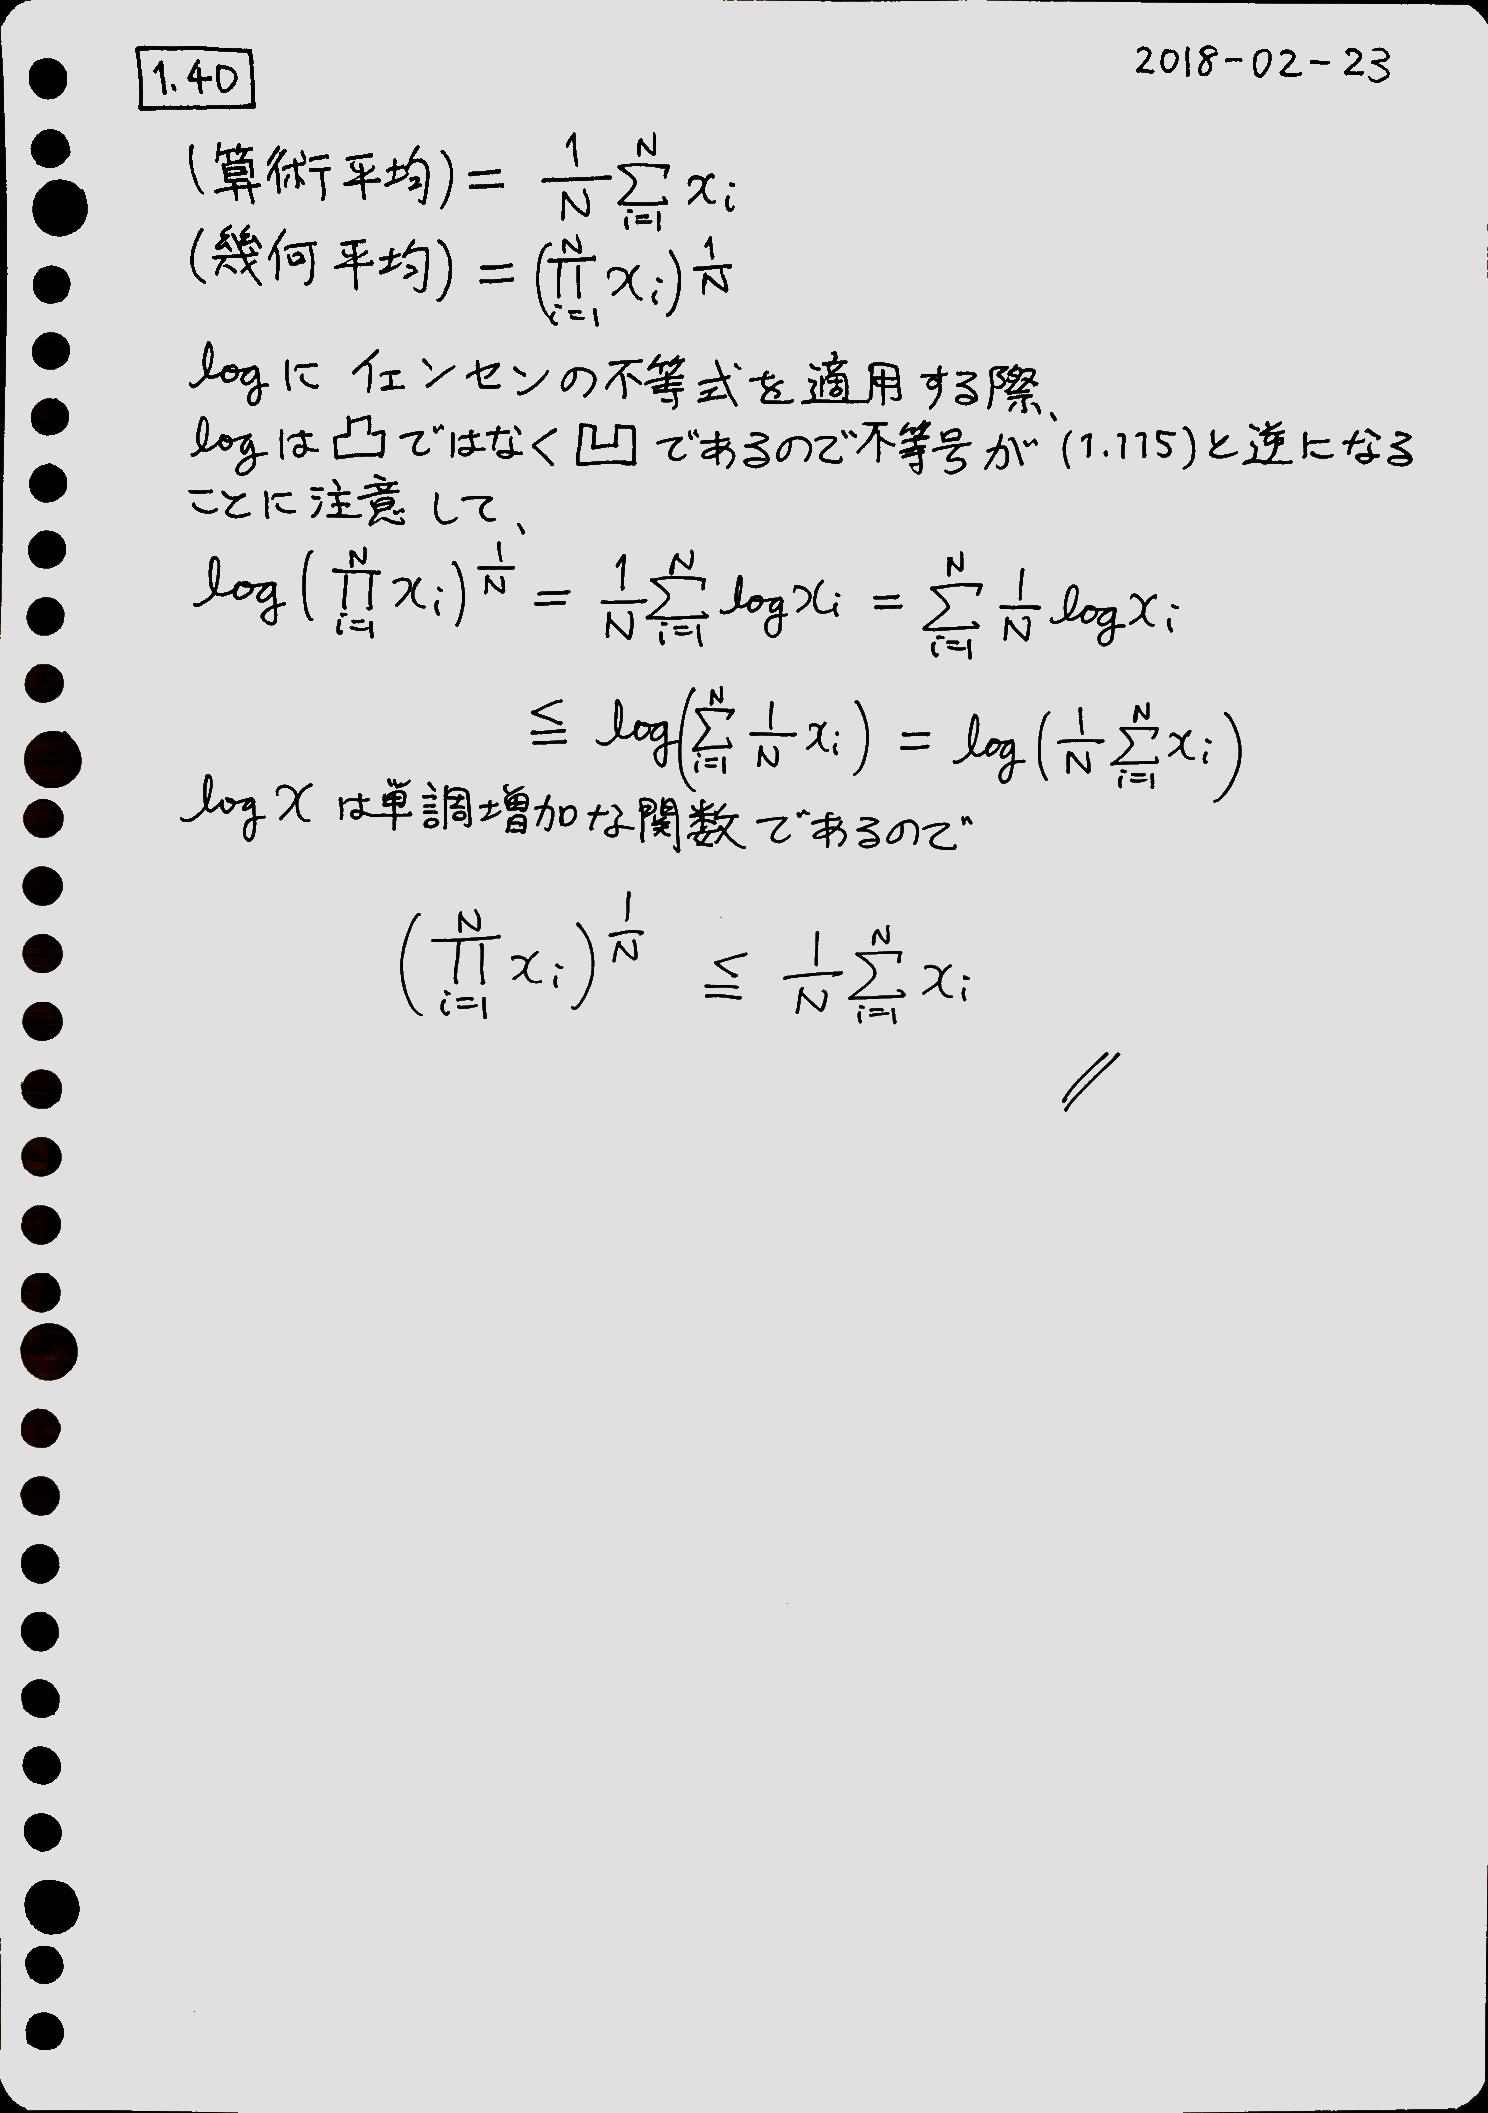 1.40 2018-02-23
(算術平均) = \frac{1}{N} \sum_{i=1}^{N} x_i
(幾何平均) = \left( \prod_{i=1}^{N} x_i \right)^{\frac{1}{N}}
logに イェンセンの不等式を適用する際、
logは凸ではなく凹であるので不等号が (1.115)と逆になる
ことに注意して、
\log \left( \prod_{i=1}^{N} x_i \right)^{\frac{1}{N}} = \frac{1}{N} \sum_{i=1}^{N} \log x_i = \sum_{i=1}^{N} \frac{1}{N} \log x_i
≦ \log \left( \sum_{i=1}^{N} \frac{1}{N} x_i \right) = \log \left( \frac{1}{N} \sum_{i=1}^{N} x_i \right)
log x は単調増加な関数であるので
\left( \prod_{i=1}^{N} x_i \right)^{\frac{1}{N}} ≦ \frac{1}{N} \sum_{i=1}^{N} x_i
//